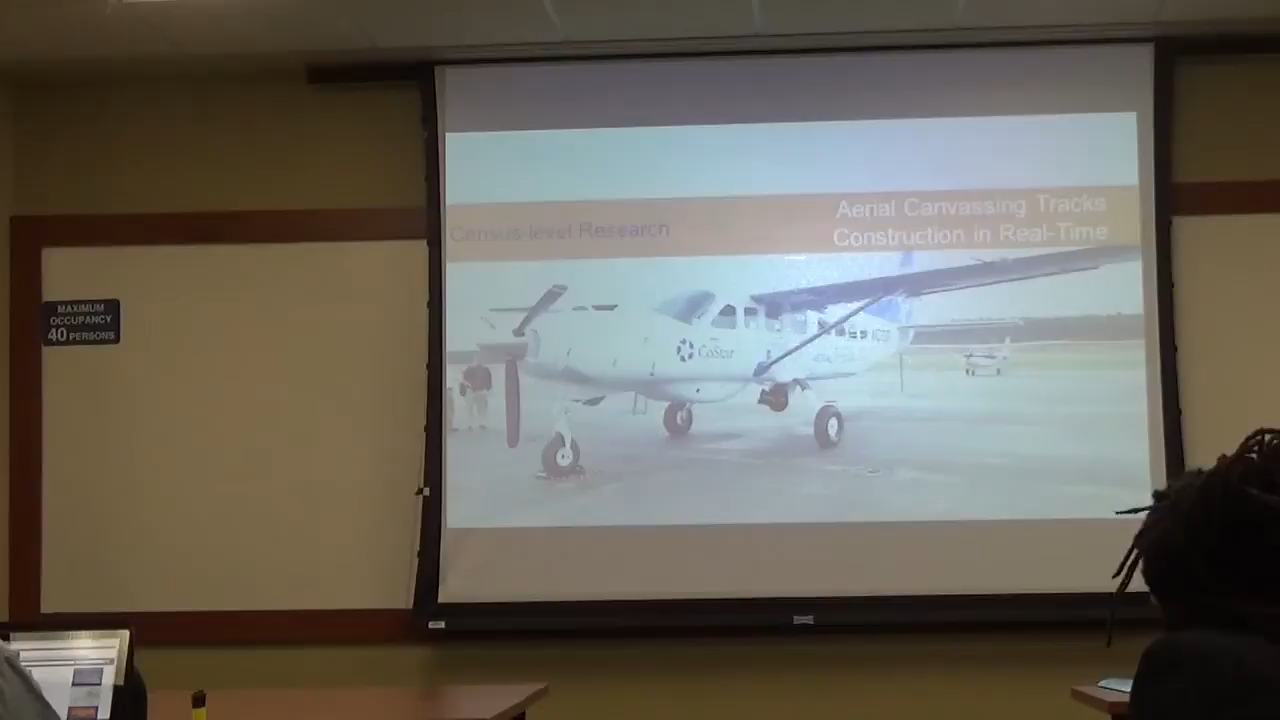 MAXIMUM
OCCUPANCY
40 PERSONS
Census-level Research
Aerial Canvassing Tracks
Construction in Real-Time
CoStar